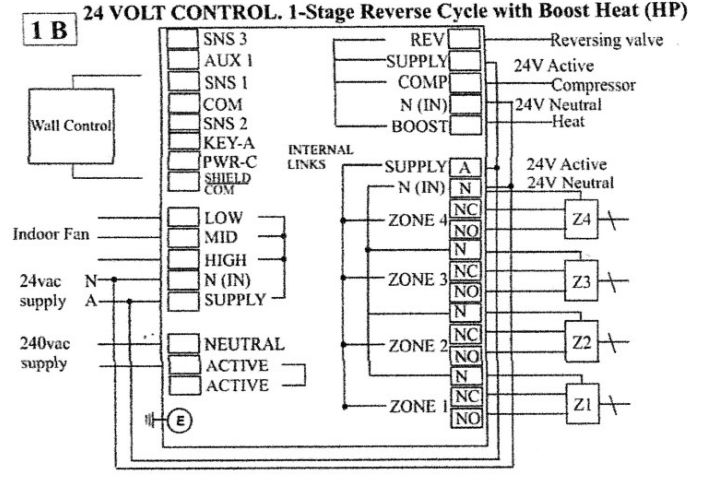 24 VOLT CONTROL. 1-Stage Reverse Cycle with Boost Heat (HP)
1 B
SNS 3
AUX 1
SNS 1
COM
SNS 2
KEY-A
PWR-C
SHIELD
COM
Wall Control
LOW
MID
HIGH
N (IN)
SUPPLY
Indoor Fan
24vac N
supply A
240vac
supply
NEUTRAL
ACTIVE
ACTIVE
E
INTERNAL
LINKS
REV
SUPPLY
COMP
N (IN)
BOOST
Reversing valve
24V Active
Compressor
24V Neutral
Heat
SUPPLY A
N (IN) N
24V Active
24V Neutral
ZONE 4
NC
NO
Z4
N
ZONE 3
NC
NO
Z3
N
ZONE 2
NC
NO
Z2
N
ZONE 1
NC
NO
Z1